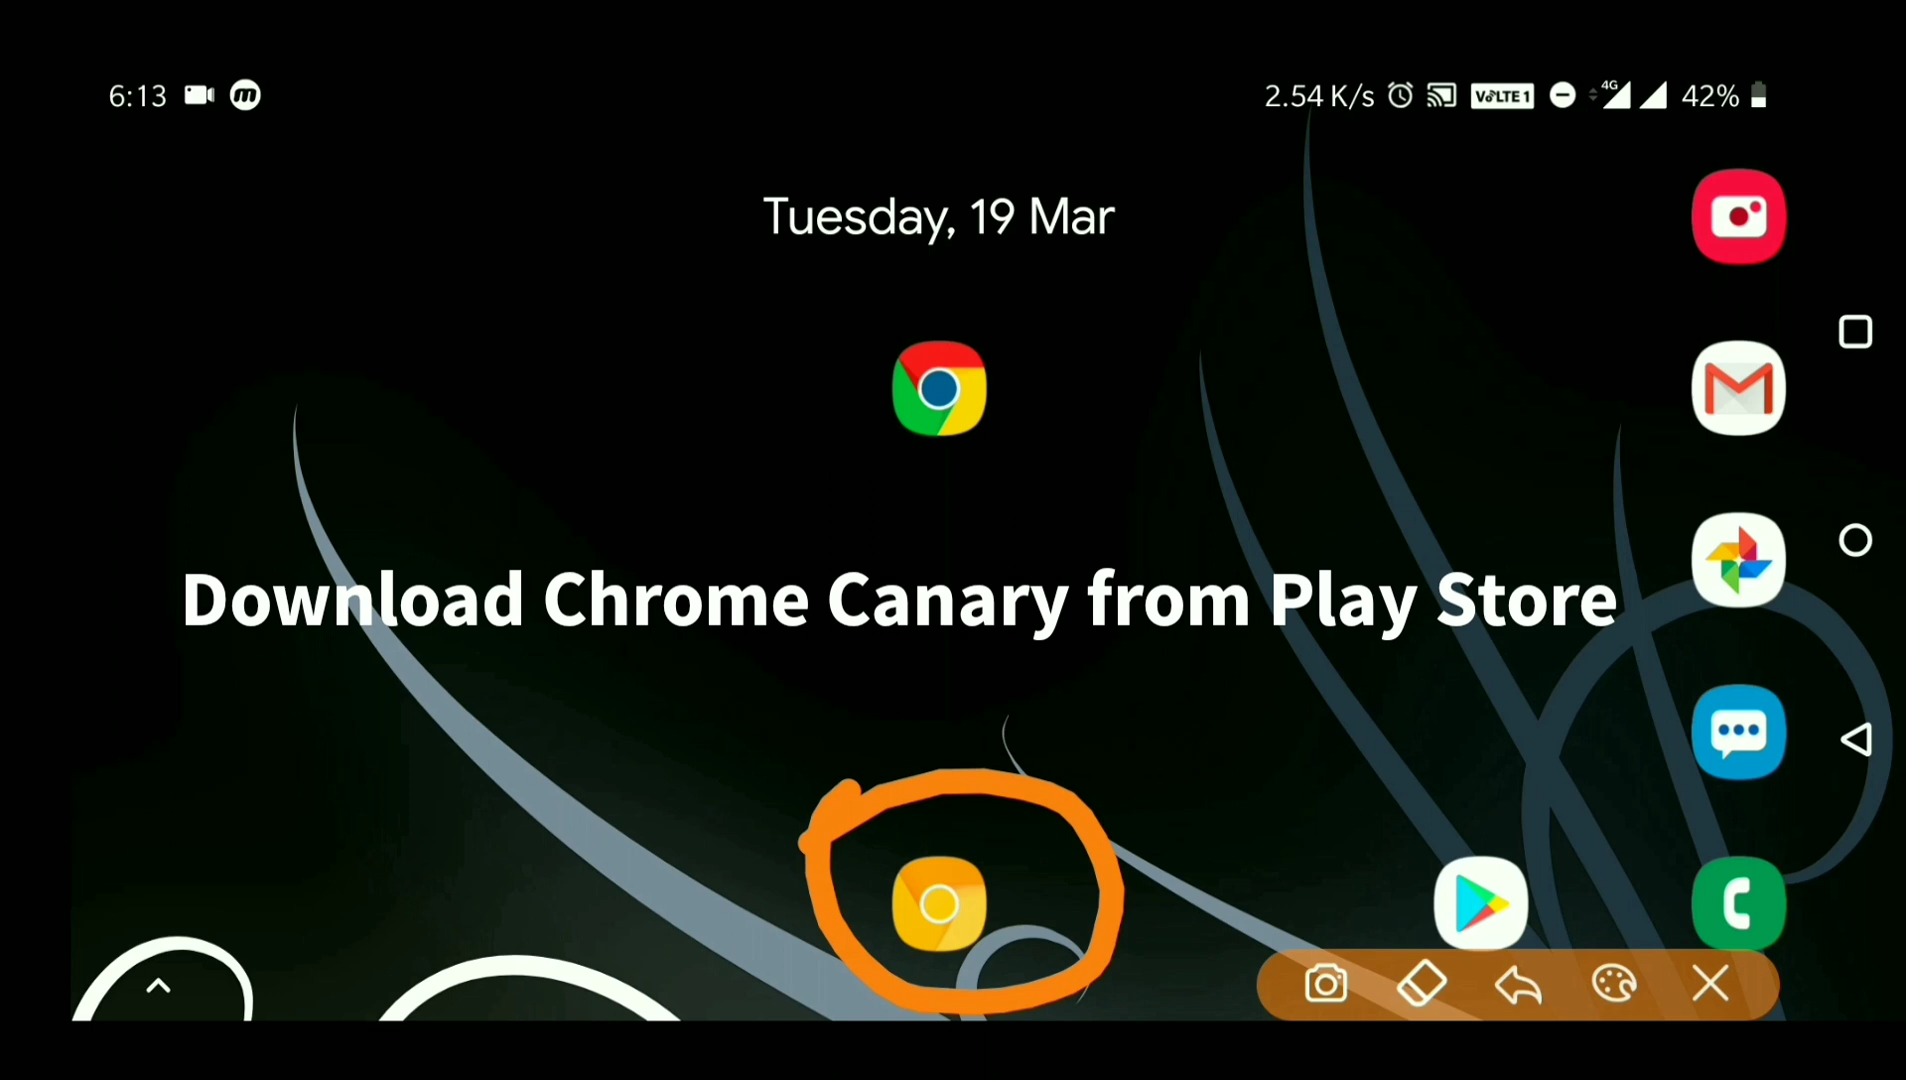 6:13
2.54 K/s VoLTE 1 4G 42%
Tuesday, 19 Mar
Download Chrome Canary from Play Store